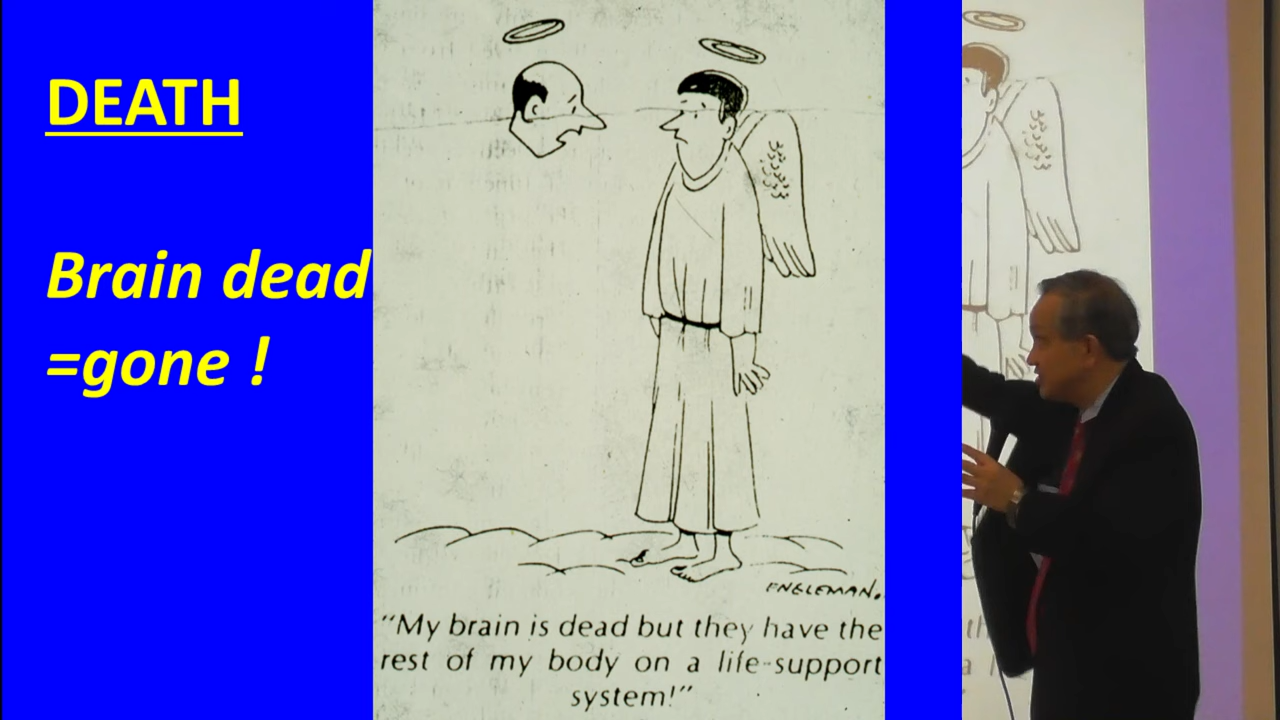 DEATH
Brain dead
=gone !
ENGLEMAN.
"My brain is dead but they have the
rest of my body on a life-support
system!"